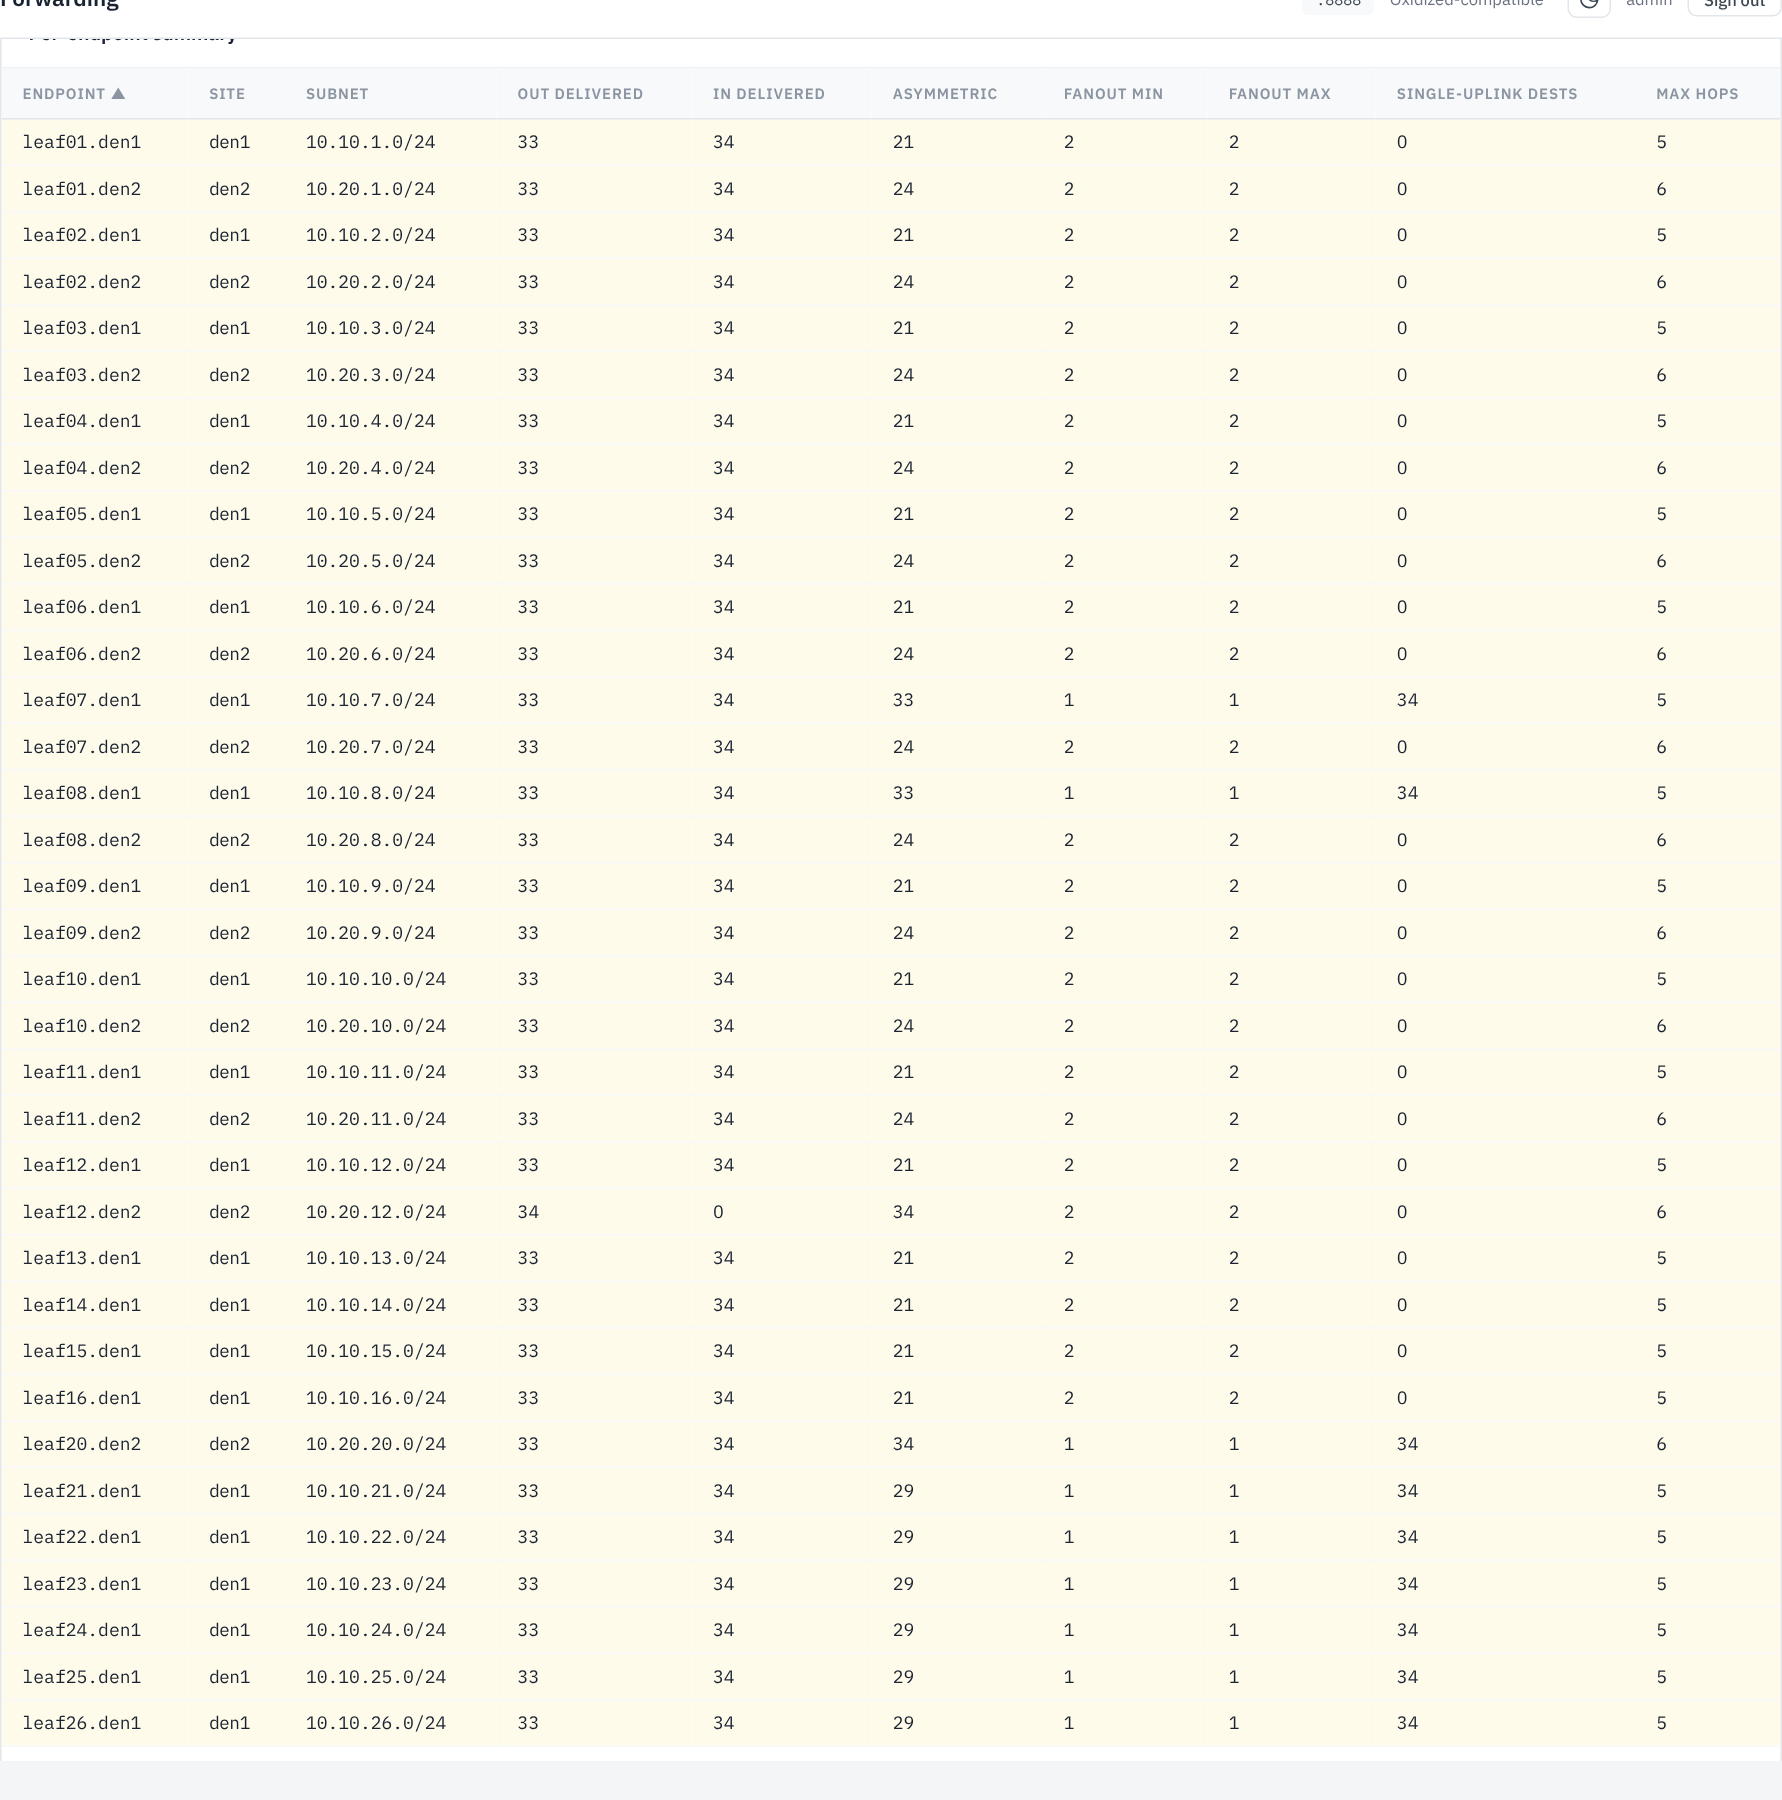 Forwarding :8888 Oxidized-compatible admin Sign out
Per-endpoint summary
ENDPOINT ▲ SITE SUBNET OUT DELIVERED IN DELIVERED ASYMMETRIC FANOUT MIN FANOUT MAX SINGLE-UPLINK DESTS MAX HOPS
leaf01.den1 den1 10.10.1.0/24 33 34 21 2 2 0 5
leaf01.den2 den2 10.20.1.0/24 33 34 24 2 2 0 6
leaf02.den1 den1 10.10.2.0/24 33 34 21 2 2 0 5
leaf02.den2 den2 10.20.2.0/24 33 34 24 2 2 0 6
leaf03.den1 den1 10.10.3.0/24 33 34 21 2 2 0 5
leaf03.den2 den2 10.20.3.0/24 33 34 24 2 2 0 6
leaf04.den1 den1 10.10.4.0/24 33 34 21 2 2 0 5
leaf04.den2 den2 10.20.4.0/24 33 34 24 2 2 0 6
leaf05.den1 den1 10.10.5.0/24 33 34 21 2 2 0 5
leaf05.den2 den2 10.20.5.0/24 33 34 24 2 2 0 6
leaf06.den1 den1 10.10.6.0/24 33 34 21 2 2 0 5
leaf06.den2 den2 10.20.6.0/24 33 34 24 2 2 0 6
leaf07.den1 den1 10.10.7.0/24 33 34 33 1 1 34 5
leaf07.den2 den2 10.20.7.0/24 33 34 24 2 2 0 6
leaf08.den1 den1 10.10.8.0/24 33 34 33 1 1 34 5
leaf08.den2 den2 10.20.8.0/24 33 34 24 2 2 0 6
leaf09.den1 den1 10.10.9.0/24 33 34 21 2 2 0 5
leaf09.den2 den2 10.20.9.0/24 33 34 24 2 2 0 6
leaf10.den1 den1 10.10.10.0/24 33 34 21 2 2 0 5
leaf10.den2 den2 10.20.10.0/24 33 34 24 2 2 0 6
leaf11.den1 den1 10.10.11.0/24 33 34 21 2 2 0 5
leaf11.den2 den2 10.20.11.0/24 33 34 24 2 2 0 6
leaf12.den1 den1 10.10.12.0/24 33 34 21 2 2 0 5
leaf12.den2 den2 10.20.12.0/24 34 0 34 2 2 0 6
leaf13.den1 den1 10.10.13.0/24 33 34 21 2 2 0 5
leaf14.den1 den1 10.10.14.0/24 33 34 21 2 2 0 5
leaf15.den1 den1 10.10.15.0/24 33 34 21 2 2 0 5
leaf16.den1 den1 10.10.16.0/24 33 34 21 2 2 0 5
leaf20.den2 den2 10.20.20.0/24 33 34 34 1 1 34 6
leaf21.den1 den1 10.10.21.0/24 33 34 29 1 1 34 5
leaf22.den1 den1 10.10.22.0/24 33 34 29 1 1 34 5
leaf23.den1 den1 10.10.23.0/24 33 34 29 1 1 34 5
leaf24.den1 den1 10.10.24.0/24 33 34 29 1 1 34 5
leaf25.den1 den1 10.10.25.0/24 33 34 29 1 1 34 5
leaf26.den1 den1 10.10.26.0/24 33 34 29 1 1 34 5